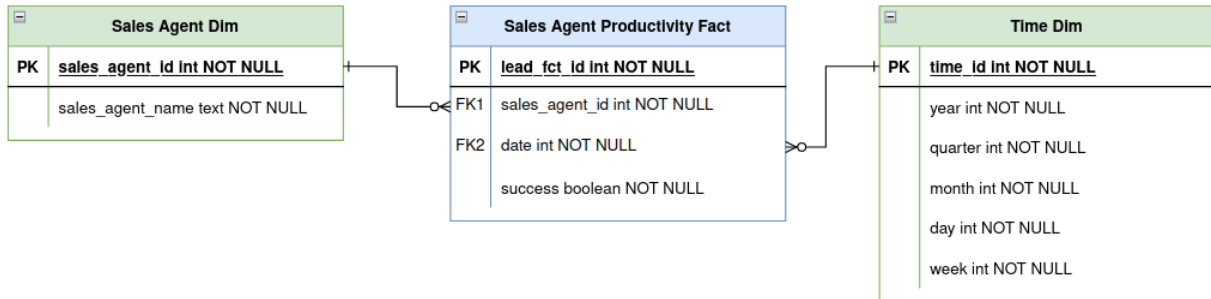 Sales Agent Dim
PK sales_agent_id int NOT NULL
sales_agent_name text NOT NULL
Sales Agent Productivity Fact
PK lead_fct_id int NOT NULL
FK1 sales_agent_id int NOT NULL
FK2 date int NOT NULL
success boolean NOT NULL
Time Dim
PK time_id int NOT NULL
year int NOT NULL
quarter int NOT NULL
month int NOT NULL
day int NOT NULL
week int NOT NULL